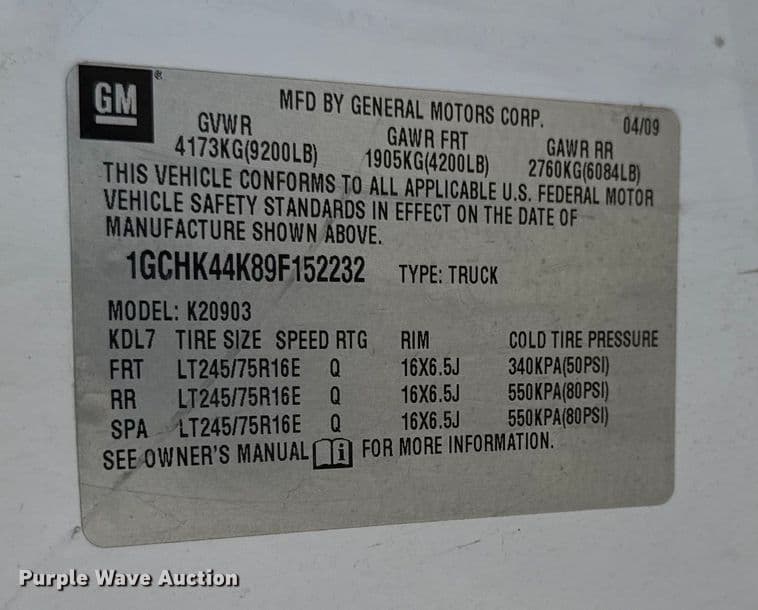 GM ®
MFD BY GENERAL MOTORS CORP. 04/09
GVWR GAWR FRT GAWR RR
4173KG(9200LB) 1905KG(4200LB) 2760KG(6084LB)
THIS VEHICLE CONFORMS TO ALL APPLICABLE U.S. FEDERAL MOTOR
VEHICLE SAFETY STANDARDS IN EFFECT ON THE DATE OF
MANUFACTURE SHOWN ABOVE.
1GCHK44K89F152232 TYPE: TRUCK
MODEL: K20903
KDL7 TIRE SIZE SPEED RTG RIM COLD TIRE PRESSURE
FRT LT245/75R16E Q 16X6.5J 340KPA(50PSI)
RR LT245/75R16E Q 16X6.5J 550KPA(80PSI)
SPA LT245/75R16E Q 16X6.5J 550KPA(80PSI)
SEE OWNER'S MANUAL i FOR MORE INFORMATION.
Purple Wave Auction